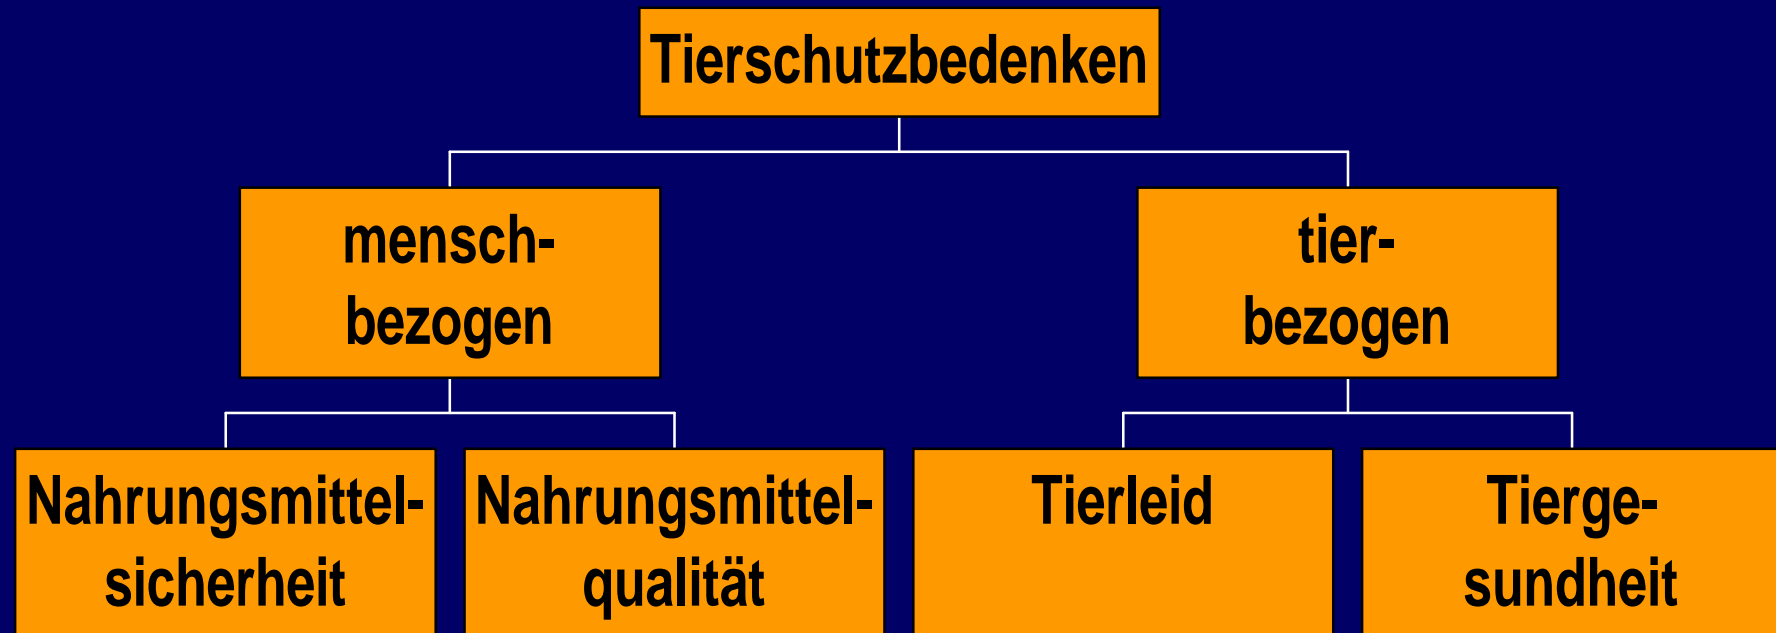 Tierschutzbedenken
mensch-
bezogen
tier-
bezogen
Nahrungsmittel-
sicherheit
Nahrungsmittel-
qualität
Tierleid
Tierge-
sundheit